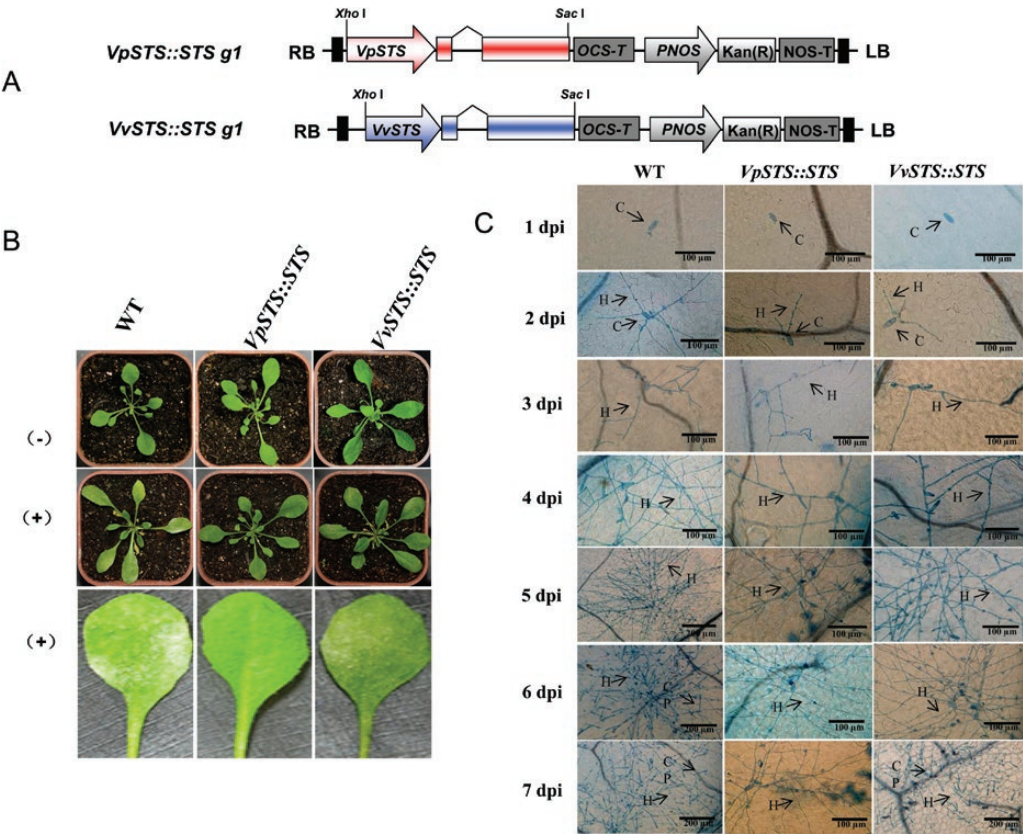 A
Xho I Sac I
VpSTS::STS g1 RB VpSTS OCS-T PNOS Kan(R) NOS-T LB
Xho I Sac I
VvSTS::STS g1 RB VvSTS OCS-T PNOS Kan(R) NOS-T LB
B
WT VpSTS::STS VvSTS::STS
(-)
(+)
(+)
C
WT VpSTS::STS VvSTS::STS
1 dpi
C C C
100 µm 100 µm 100 µm
2 dpi
H C H C H C
100 µm 100 µm 100 µm
3 dpi
H H H
100 µm 100 µm 100 µm
4 dpi
H H H
100 µm 100 µm 100 µm
5 dpi
H H H
200 µm 100 µm 100 µm
6 dpi
H C P H H
200 µm 100 µm 100 µm
7 dpi
C P H H C P H
200 µm 100 µm 200 µm